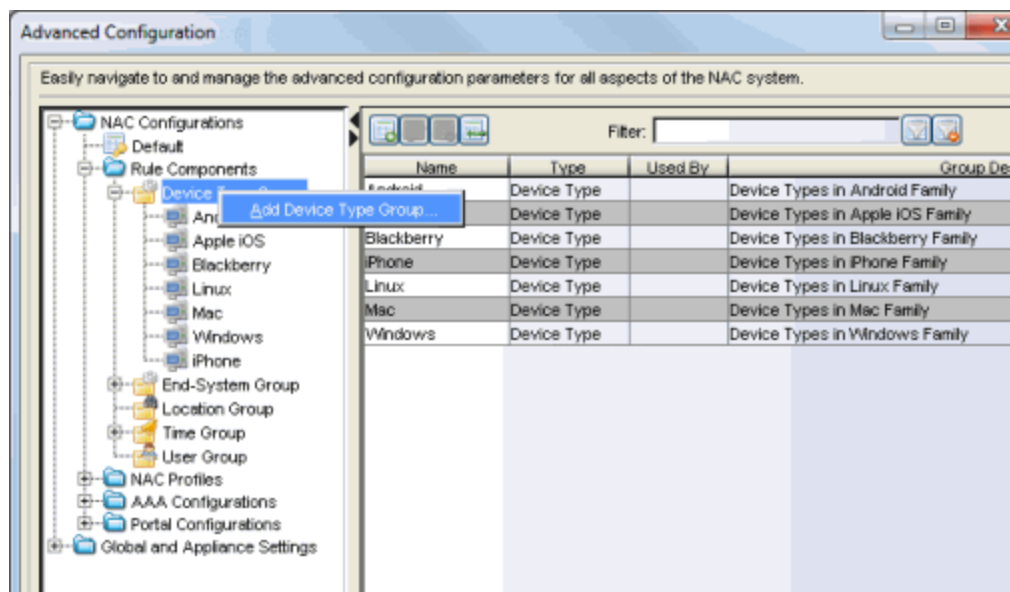 Advanced Configuration
Easily navigate to and manage the advanced configuration parameters for all aspects of the NAC system.
NAC Configurations
Default
Rule Components
Device
Add Device Type Group...
Apple iOS
Blackberry
Linux
Mac
Windows
iPhone
End-System Group
Location Group
Time Group
User Group
NAC Profiles
AAA Configurations
Portal Configurations
Global and Appliance Settings
Filter:
Name Type Used By Group De
Android Device Type Device Types in Android Family
Device Type Device Types in Apple iOS Family
Blackberry Device Type Device Types in Blackberry Family
iPhone Device Type Device Types in iPhone Family
Linux Device Type Device Types in Linux Family
Mac Device Type Device Types in Mac Family
Windows Device Type Device Types in Windows Family